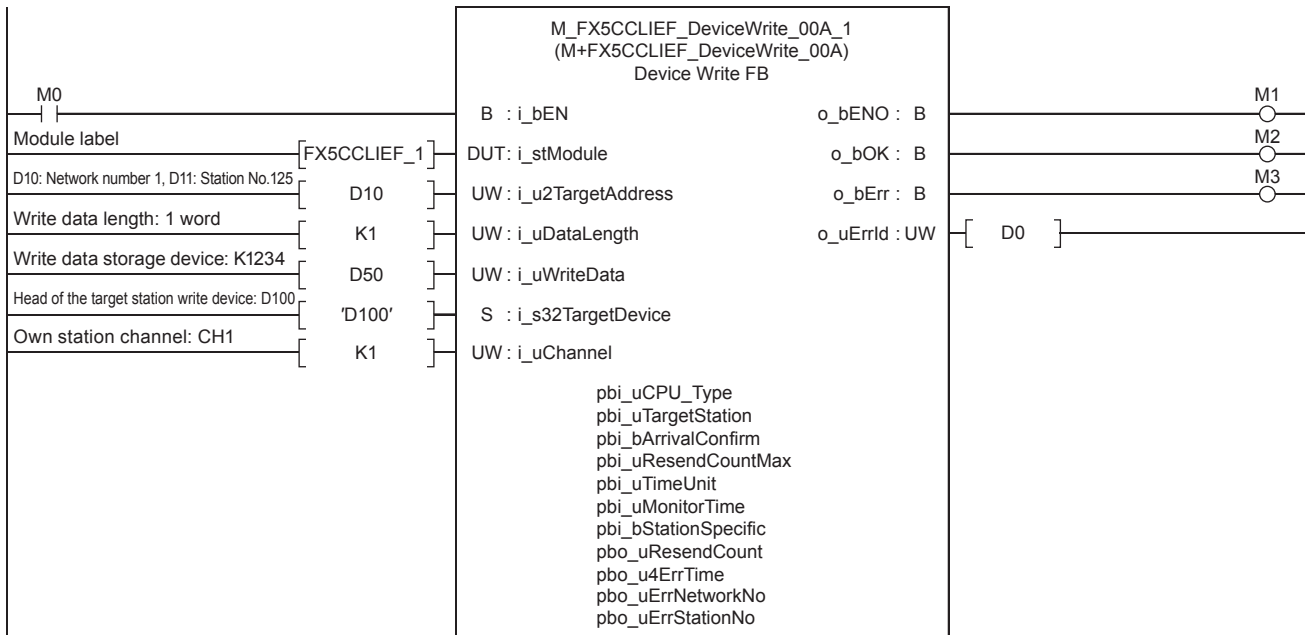 M_FX5CCLIEF_DeviceWrite_00A_1
(M+FX5CCLIEF_DeviceWrite_00A)
Device Write FB
M0 B : i_bEN o_bENO : B M1
Module label FX5CCLIEF_1 DUT: i_stModule o_bOK : B M2
D10: Network number 1, D11: Station No.125 D10 UW : i_u2TargetAddress o_bErr : B M3
Write data length: 1 word K1 UW : i_uDataLength o_uErrId : UW D0
Write data storage device: K1234 D50 UW : i_uWriteData
Head of the target station write device: D100 'D100' S : i_s32TargetDevice
Own station channel: CH1 K1 UW : i_uChannel
pbi_uCPU_Type
pbi_uTargetStation
pbi_bArrivalConfirm
pbi_uResendCountMax
pbi_uTimeUnit
pbi_uMonitorTime
pbi_bStationSpecific
pbo_uResendCount
pbo_u4ErrTime
pbo_uErrNetworkNo
pbo_uErrStationNo